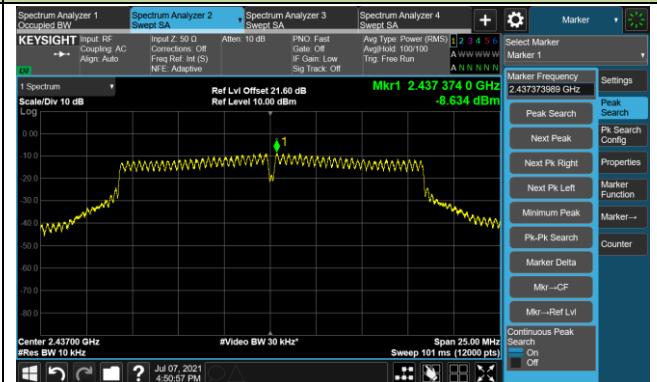 Spectrum Analyzer 1
Occupied BW
Spectrum Analyzer 2
Swept SA
Spectrum Analyzer 3
Swept SA
Spectrum Analyzer 4
Swept SA
+
Marker
KEYSIGHT
Input: RF
Coupling: AC
Align: Auto
Input Z: 50 Ω
Corrections: Off
Freq Ref: Int (S)
NFE: Adaptive
Atten: 10 dB
PNO: Fast
Gate: Off
IF Gain: Low
Sig Track: Off
Avg Type: Power (RMS)
Avg|Hold: 100/100
Trig: Free Run
1 2 3 4 5 6
A W W W W W
A N N N N N
Select Marker
Marker 1
1 Spectrum
Scale/Div 10 dB
Ref Lvl Offset 21.60 dB
Ref Level 10.00 dBm
Mkr1 2.437 374 0 GHz
-8.634 dBm
Log
0.00
-10.0
-20.0
-30.0
-40.0
-50.0
-60.0
-70.0
-80.0
1
Center 2.43700 GHz
#Res BW 10 kHz
#Video BW 30 kHz*
Span 25.00 MHz
Sweep 101 ms (12000 pts)
Marker Frequency
2.437373989 GHz
Peak Search
Next Peak
Next Pk Right
Next Pk Left
Minimum Peak
Pk-Pk Search
Marker Delta
Mkr→CF
Mkr→Ref Lvl
Continuous Peak
Search
On
Off
Settings
Peak
Search
Pk Search
Config
Properties
Marker
Function
Marker→
Counter
?
Jul 07, 2021
4:50:57 PM